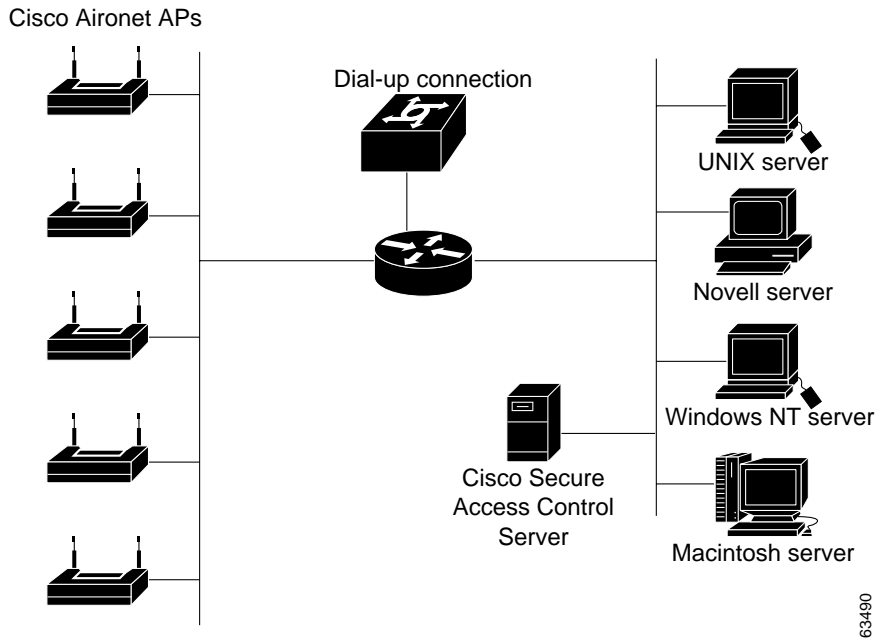 Cisco Aironet APs
Dial-up connection
UNIX server
Novell server
Windows NT server
Cisco Secure
Access Control
Server
Macintosh server
63490